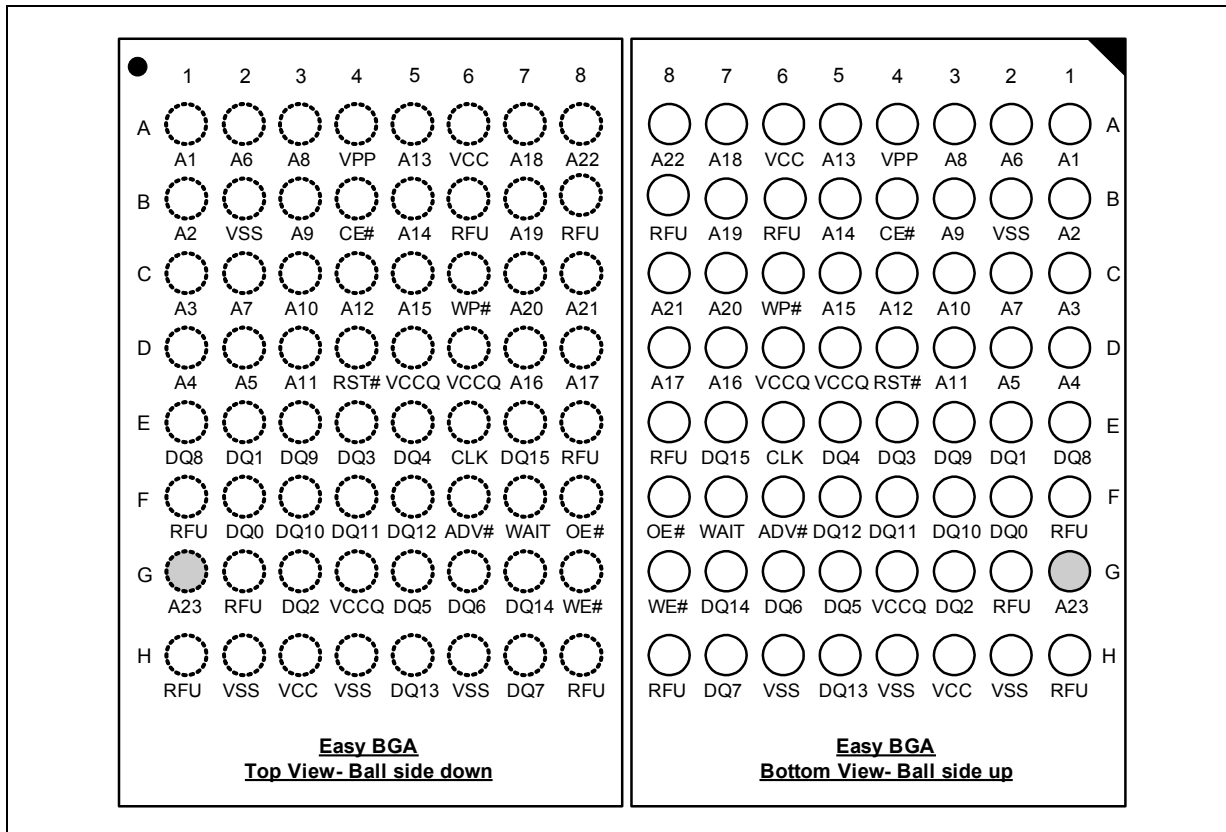 1 2 3 4 5 6 7 8
A
A1 A6 A8 VPP A13 VCC A18 A22
B
A2 VSS A9 CE# A14 RFU A19 RFU
C
A3 A7 A10 A12 A15 WP# A20 A21
D
A4 A5 A11 RST# VCCQ VCCQ A16 A17
E
DQ8 DQ1 DQ9 DQ3 DQ4 CLK DQ15 RFU
F
RFU DQ0 DQ10 DQ11 DQ12 ADV# WAIT OE#
G
A23 RFU DQ2 VCCQ DQ5 DQ6 DQ14 WE#
H
RFU VSS VCC VSS DQ13 VSS DQ7 RFU
Easy BGA
Top View- Ball side down
8 7 6 5 4 3 2 1
A
A22 A18 VCC A13 VPP A8 A6 A1
B
RFU A19 RFU A14 CE# A9 VSS A2
C
A21 A20 WP# A15 A12 A10 A7 A3
D
A17 A16 VCCQ VCCQ RST# A11 A5 A4
E
RFU DQ15 CLK DQ4 DQ3 DQ9 DQ1 DQ8
F
OE# WAIT ADV# DQ12 DQ11 DQ10 DQ0 RFU
G
WE# DQ14 DQ6 DQ5 VCCQ DQ2 RFU A23
H
RFU DQ7 VSS DQ13 VSS VCC VSS RFU
Easy BGA
Bottom View- Ball side up